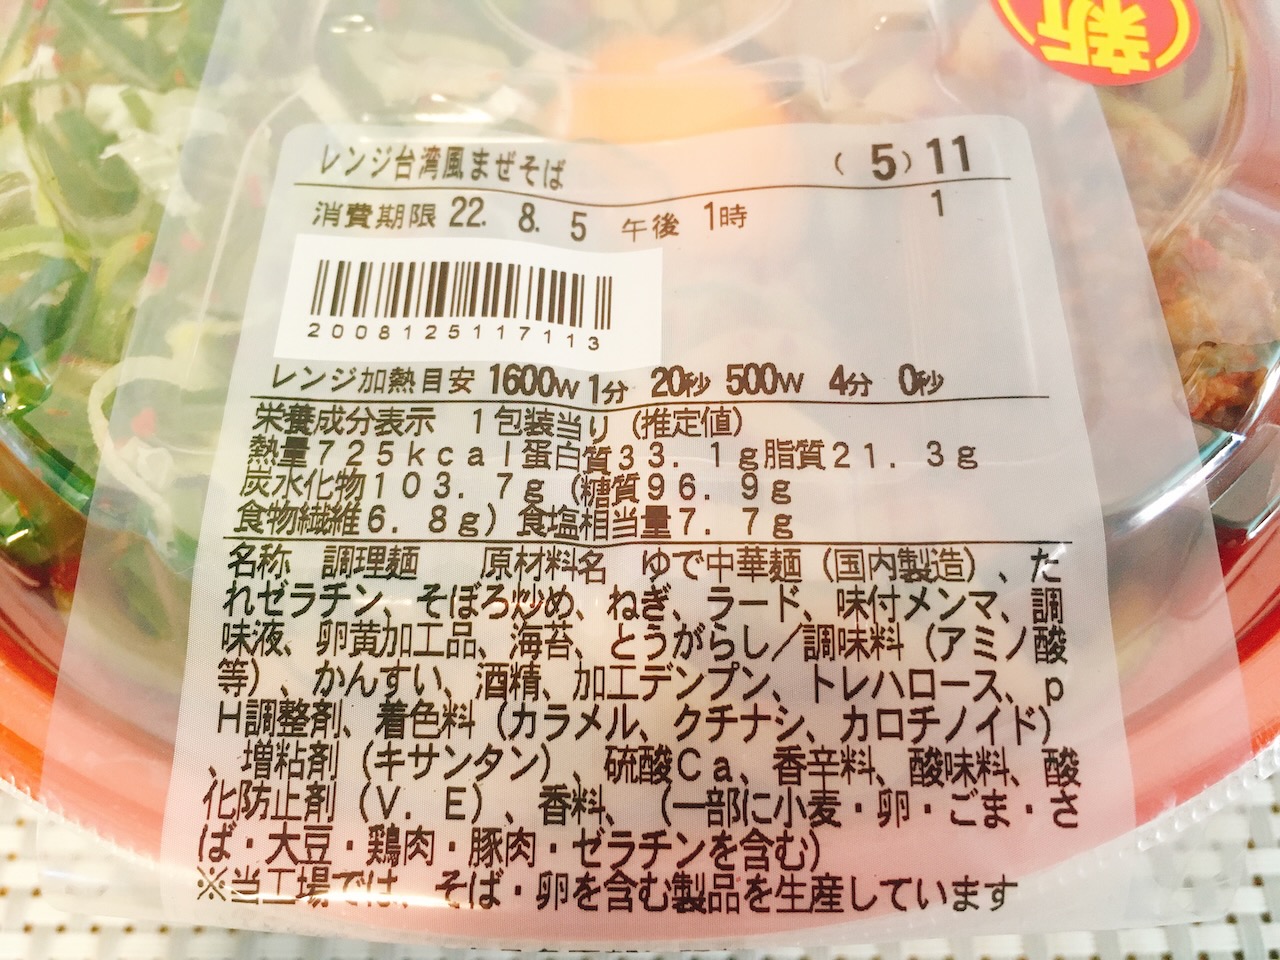 新
レンジ台湾風まぜそば （5）11
消費期限 22. 8. 5 午後 1時 1
2008125117113
レンジ加熱目安 1600W 1分 20秒 500W 4分 0秒
栄養成分表示 1包装当り（推定値）
熱量725kcal蛋白質33.1g脂質21.3g
炭水化物103.7g（糖質96.9g
食物繊維6.8g）食塩相当量7.7g
名称 調理麺 原材料名 ゆで中華麺（国内製造）、た
れゼラチン、そぼろ炒め、ねぎ、ラード、味付メンマ、調
味液、卵黄加工品、海苔、とうがらし／調味料（アミノ酸
等）、かんすい、酒精、加工デンプン、トレハロース、p
H調整剤、着色料（カラメル、クチナシ、カロチノイド）
、増粘剤（キサンタン）、硫酸Ca、香辛料、酸味料、酸
化防止剤（V.E）、香料、（一部に小麦・卵・ごま・さ
ば・大豆・鶏肉・豚肉・ゼラチンを含む）
※当工場では、そば・卵を含む製品を生産しています